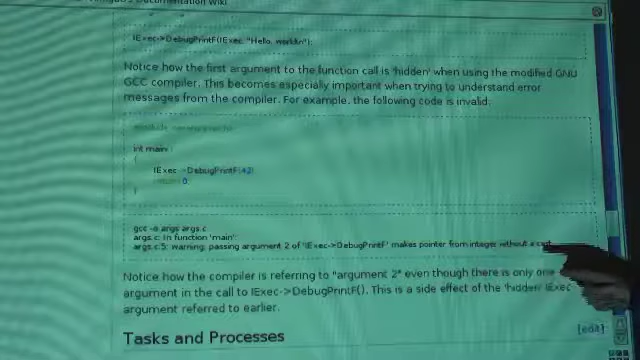 Documentation Wiki
IExec->DebugPrintF(IExec, "Hello, world\n");
Notice how the first argument to the function call is 'hidden' when using the modified GNU
GCC compiler. This becomes especially important when trying to understand error
messages from the compiler. For example, the following code is invalid:
int main()
{
IExec->DebugPrintF(42)
return 0;
}
gcc -o args args.c
args.c: In function 'main':
args.c:5: warning: passing argument 2 of 'IExec->DebugPrintF' makes pointer from integer without a cast
Notice how the compiler is referring to "argument 2" even though there is only one
argument in the call to IExec->DebugPrintF(). This is a side effect of the 'hidden' IExec
argument referred to earlier.
[edit]
Tasks and Processes